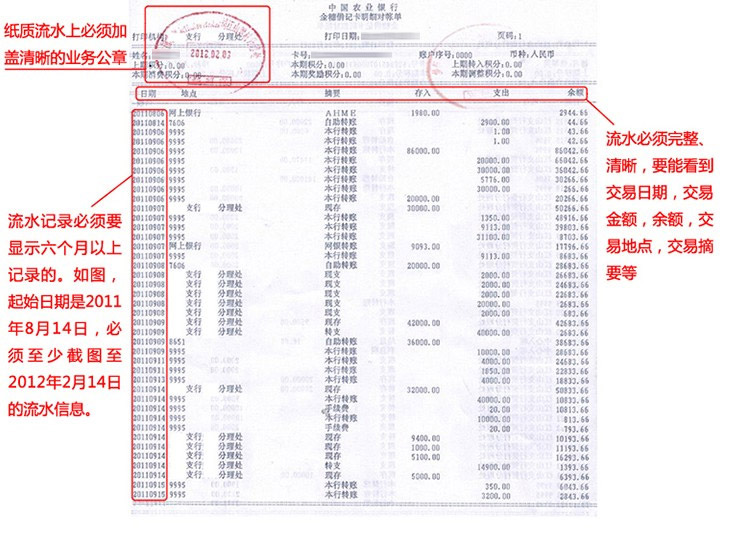 纸质流水上必须加
盖清晰的业务公章
中国农业银行
金穗借记卡明细对账单
打印机构: 支行 分理处 打印日期: 页码:1
2012.02.03
姓名: 卡号: 账户序号:0000 币种:人民币
上期积分:0.00 本期积分:0.00 上期转入积分:0.00
本期消费积分:0.00 本期奖励积分:0.00 本期调整积分:0.00
日期 地点 摘要 存入 支出 余额
20110806 网上银行 AHME 1980.00 2944.66
20110814 7606 自助转账 2900.00 44.66
20110906 9995 本行转账 1.00 43.66
20110906 9995 本行转账 1.00 42.66
20110906 9995 本行转账 86000.00 86042.66
20110906 9995 本行转账 20000.00 66042.66
20110906 9995 本行转账 30000.00 36042.66
20110906 9995 本行转账 5776.00 30266.66
20110906 9995 本行转账 30000.00 266.66
20110906 9995 本行转账 20000.00 20266.66
20110907 支行 分理处 现存 30000.00 50266.66
20110907 9995 本行转账 1350.00 48916.66
20110907 9995 本行转账 9113.00 39803.66
20110907 9995 本行转账 31100.00 8703.66
20110907 网上银行 网银转账 9093.00 17796.66
20110907 9995 本行转账 9113.00 8683.66
20110908 7606 自助转账 20000.00 28683.66
20110908 支行 分理处 现支 2000.00 26683.66
20110908 支行 分理处 现支 2000.00 24683.66
20110908 支行 分理处 现支 2683.66
20110908 支行 分理处 现支 2000.00 683.66
20110909 支行 分理处 现存 42000.00 42683.66
20110909 支行 分理处 转支 40000.00 2683.66
20110909 8651 自助转账 36000.00 38683.66
20110909 9995 本行转账 10000.00 28683.66
20110911 9995 本行转账 4000.00 24683.66
20110911 9995 本行转账 1850.00 22833.66
20110913 9995 本行转账 4000.00 18833.66
20110914 支行 分理处 现存 32000.00 50833.66
20110914 9995 本行转账 40000.00 10833.66
20110914 9995 手续费 20.00 10813.66
20110914 9995 本行转账 10000.00 813.66
20110914 9995 手续费 20.00 793.66
20110914 支行 分理处 现存 9400.00 10193.66
20110914 支行 分理处 现存 1000.00 11193.66
20110914 支行 分理处 现存 5100.00 16293.66
20110914 支行 分理处 转支 14900.00 1393.66
20110914 支行 分理处 现存 5000.00 6393.66
20110915 9995 本行转账 350.00 6043.66
20110915 9995 本行转账 3200.00 2843.66
流水记录必须要
显示六个月以上
记录的。如图，
起始日期是2011
年8月14日，必
须至少截图至
2012年2月14日
的流水信息。
流水必须完整、
清晰，要能看到
交易日期，交易
金额，余额，交
易地点，交易摘
要等